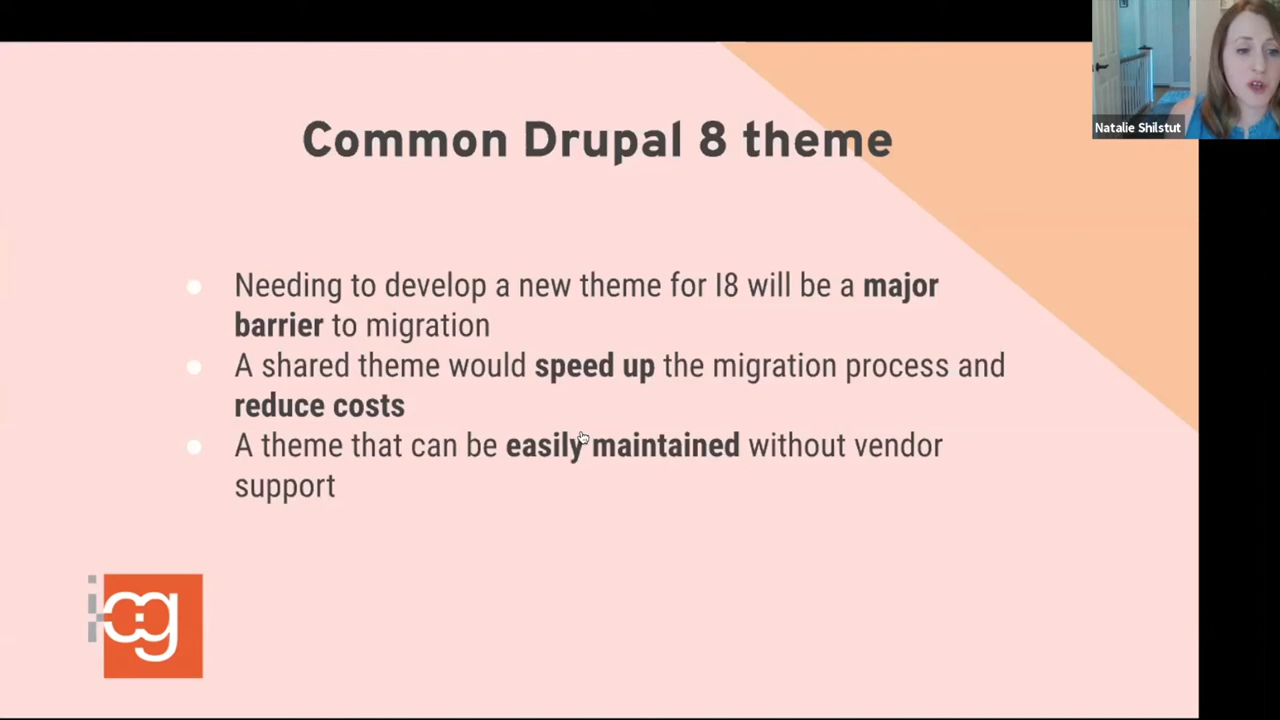 Natalie Shilstut
Common Drupal 8 theme
Needing to develop a new theme for I8 will be a major
barrier to migration
A shared theme would speed up the migration process and
reduce costs
A theme that can be easily maintained without vendor
support
icg